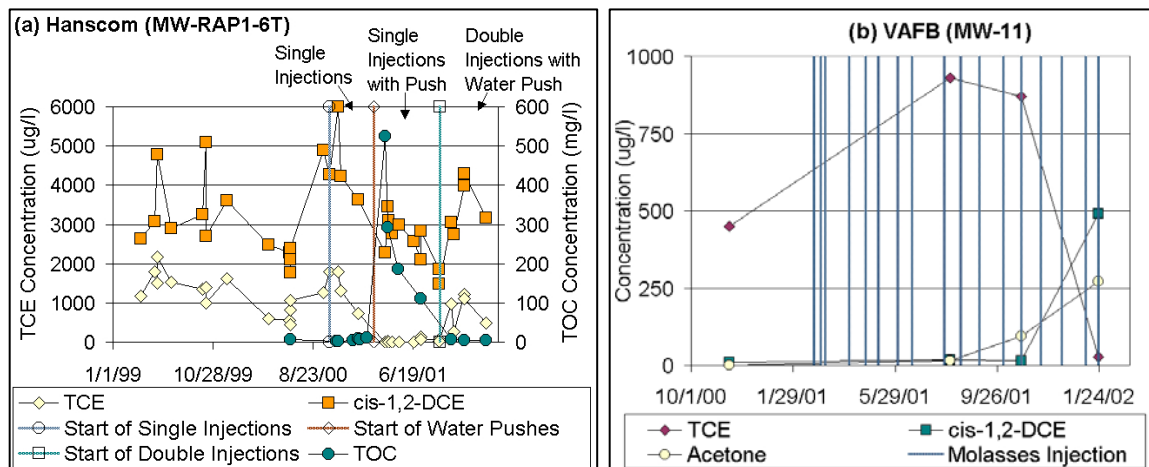 (a) Hanscom (MW-RAP1-6T)
Single
Injections
Single
Injections
with Push
Double
Injections with
Water Push
TCE Concentration (ug/l)
6000
5000
4000
3000
2000
1000
0
600
500
400
300
200
100
0
TOC Concentration (mg/l)
1/1/99
10/28/99
8/23/00
6/19/01
TCE
cis-1,2-DCE
Start of Single Injections
Start of Water Pushes
Start of Double Injections
TOC
(b) VAFB (MW-11)
Concentration (ug/l)
1000
750
500
250
0
10/1/00
1/29/01
5/29/01
9/26/01
1/24/02
TCE
cis-1,2-DCE
Acetone
Molasses Injection